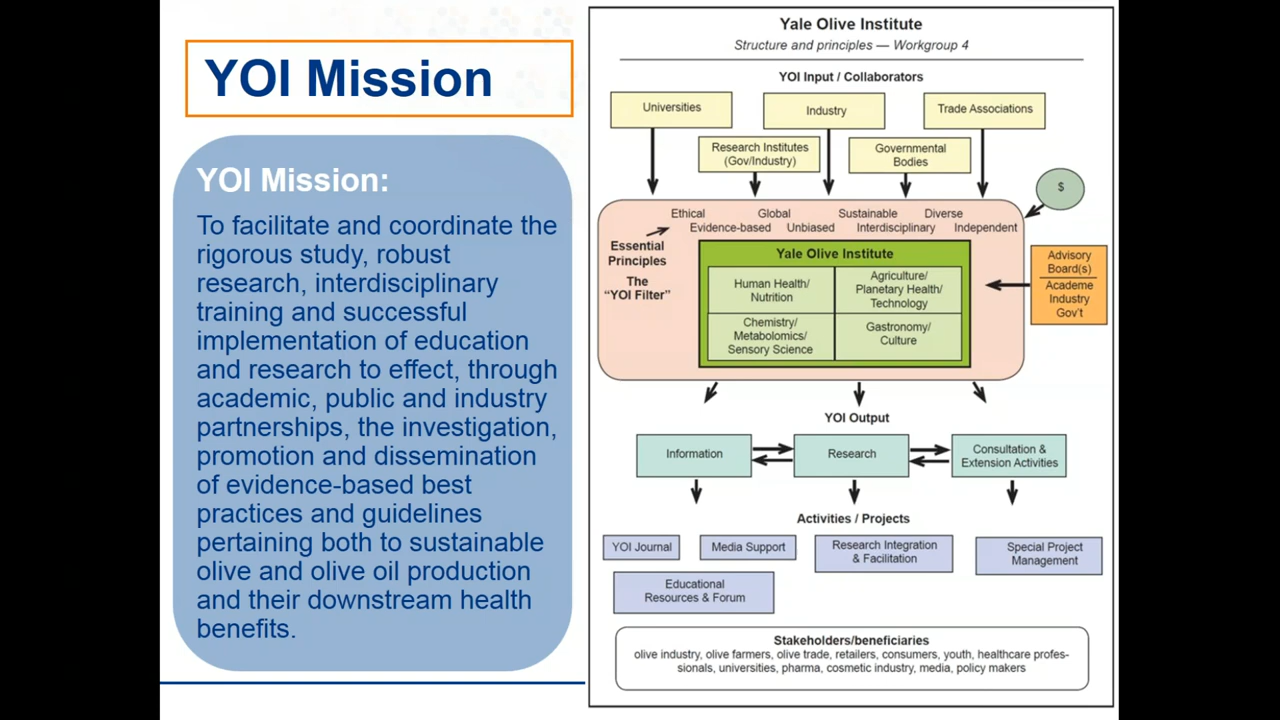 YOI Mission
YOI Mission:
To facilitate and coordinate the
rigorous study, robust
research, interdisciplinary
training and successful
implementation of education
and research to effect, through
academic, public and industry
partnerships, the investigation,
promotion and dissemination
of evidence-based best
practices and guidelines
pertaining both to sustainable
olive and olive oil production
and their downstream health
benefits.
Yale Olive Institute
Structure and principles — Workgroup 4
YOI Input / Collaborators
Universities
Industry
Trade Associations
Research Institutes
(Gov/Industry)
Governmental
Bodies
$
Ethical Global Sustainable Diverse
Evidence-based Unbiased Interdisciplinary Independent
Essential
Principles
The
“YOI Filter”
Yale Olive Institute
Human Health/
Nutrition
Agriculture/
Planetary Health/
Technology
Chemistry/
Metabolomics/
Sensory Science
Gastronomy/
Culture
Advisory
Board(s)
Academe
Industry
Gov’t
YOI Output
Information
Research
Consultation &
Extension Activities
Activities / Projects
YOI Journal
Media Support
Research Integration
& Facilitation
Special Project
Management
Educational
Resources & Forum
Stakeholders/beneficiaries
olive industry, olive farmers, olive trade, retailers, consumers, youth, healthcare profes-
sionals, universities, pharma, cosmetic industry, media, policy makers